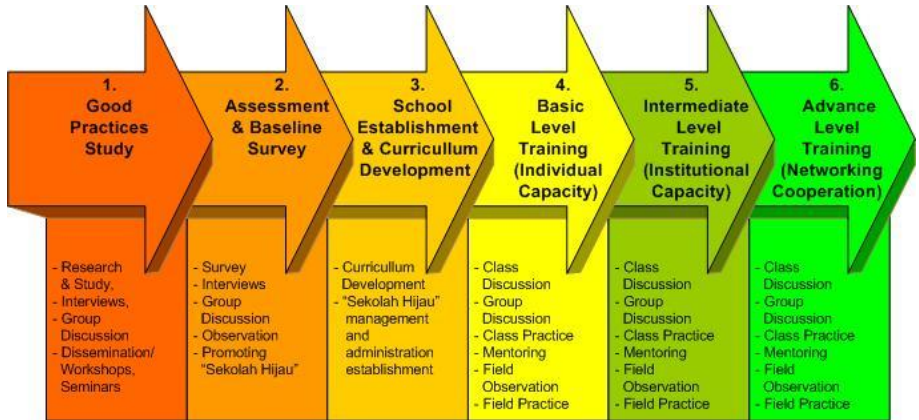 1.
Good
Practices
Study
2.
Assessment
& Baseline
Survey
3.
School
Establishment
& Curricullum
Development
4.
Basic
Level
Training
(Individual
Capacity)
5.
Intermediate
Level
Training
(Institutional
Capacity)
6.
Advance
Level
Training
(Networking
Cooperation)
- Research
& Study,
- Interviews,
- Group
Discussion
- Dissemination/
Workshops,
Seminars
- Survey
- Interviews
- Group
Discussion
- Observation
- Promoting
"Sekolah Hijau"
- Curricullum
Development
- "Sekolah Hijau"
management
and
administration
establishment
- Class
Discussion
- Group
Discussion
- Class Practice
- Mentoring
- Field
Observation
- Field Practice
- Class
Discussion
- Group
Discussion
- Class Practice
- Mentoring
- Field
Observation
- Field Practice
- Class
Discussion
- Group
Discussion
- Class Practice
- Mentoring
- Field
Observation
- Field Practice